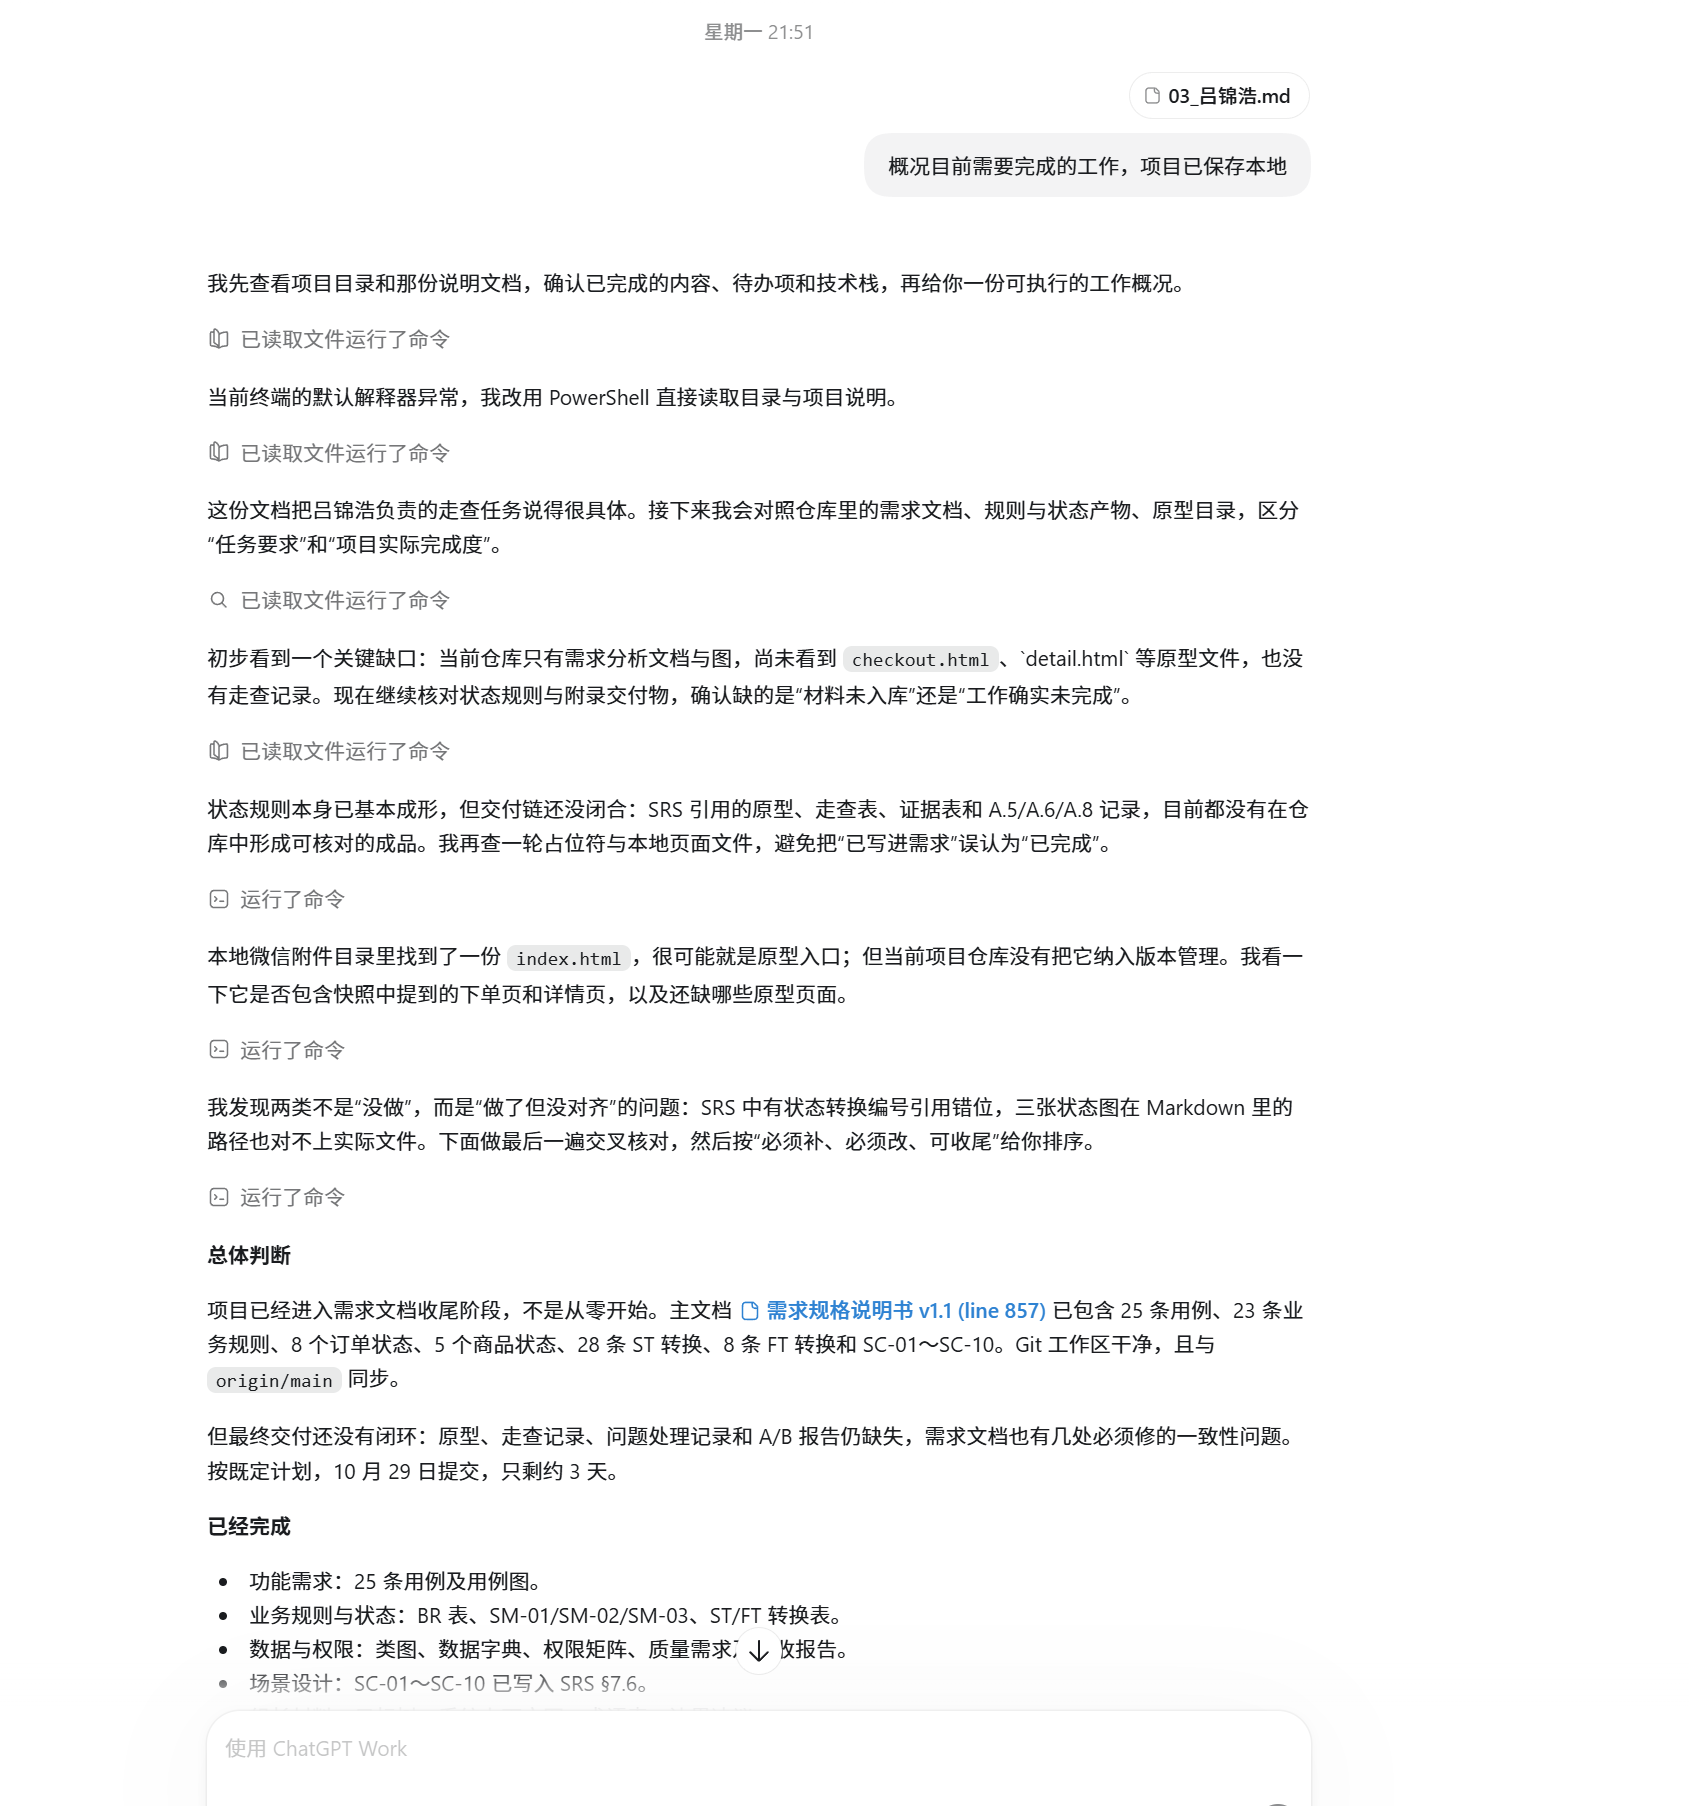 星期一 21:51
03_吕锦浩.md
概况目前需要完成的工作，项目已保存本地
我先查看项目目录和那份说明文档，确认已完成的内容、待办项和技术栈，再给你一份可执行的工作概况。
已读取文件运行了命令
当前终端的默认解释器异常，我改用 PowerShell 直接读取目录与项目说明。
已读取文件运行了命令
这份文档把吕锦浩负责的走查任务说得很具体。接下来我会对照仓库里的需求文档、规则与状态产物、原型目录，区分
“任务要求”和“项目实际完成度”。
已读取文件运行了命令
初步看到一个关键缺口：当前仓库只有需求分析文档与图，尚未看到 checkout.html、`detail.html` 等原型文件，也没
有走查记录。现在继续核对状态规则与附录交付物，确认缺的是“材料未入库”还是“工作确实未完成”。
已读取文件运行了命令
状态规则本身已基本成形，但交付链还没闭合：SRS 引用的原型、走查表、证据表和 A.5/A.6/A.8 记录，目前都没有在仓
库中形成可核对的成品。我再查一轮占位符与本地页面文件，避免把“已写进需求”误认为“已完成”。
运行了命令
本地微信附件目录里找到了一份 index.html，很可能就是原型入口；但当前项目仓库没有把它纳入版本管理。我看一
下它是否包含快照中提到的下单页和详情页，以及还缺哪些原型页面。
运行了命令
我发现两类不是“没做”，而是“做了但没对齐”的问题：SRS 中有状态转换编号引用错位，三张状态图在 Markdown 里的
路径也对不上实际文件。下面做最后一遍交叉核对，然后按“必须补、必须改、可收尾”给你排序。
运行了命令
总体判断
项目已经进入需求文档收尾阶段，不是从零开始。主文档 需求规格说明书 v1.1 (line 857) 已包含 25 条用例、23 条业
务规则、8 个订单状态、5 个商品状态、28 条 ST 转换、8 条 FT 转换和 SC-01～SC-10。Git 工作区干净，且与
origin/main 同步。
但最终交付还没有闭环：原型、走查记录、问题处理记录和 A/B 报告仍缺失，需求文档也有几处必须修的一致性问题。
按既定计划，10 月 29 日提交，只剩约 3 天。
已经完成
功能需求：25 条用例及用例图。
业务规则与状态：BR 表、SM-01/SM-02/SM-03、ST/FT 转换表。
数据与权限：类图、数据字典、权限矩阵、质量需求 收报告。
场景设计：SC-01～SC-10 已写入 SRS §7.6。
使用 ChatGPT Work